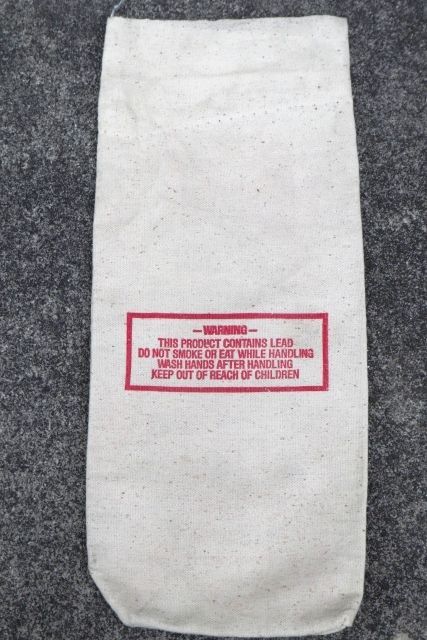 —WARNING—
THIS PRODUCT CONTAINS LEAD
DO NOT SMOKE OR EAT WHILE HANDLING
WASH HANDS AFTER HANDLING
KEEP OUT OF REACH OF CHILDREN